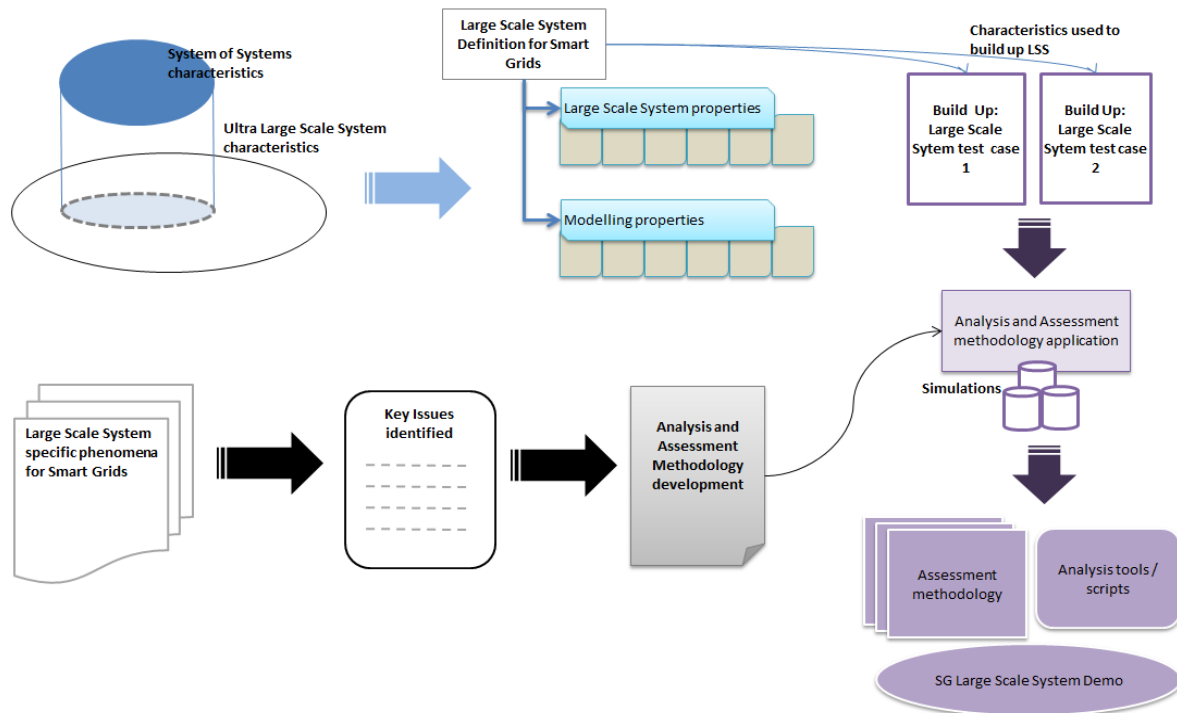 System of Systems
characteristics
Ultra Large Scale System
characteristics
Large Scale System
Definition for Smart
Grids
Large Scale System properties
Modelling properties
Characteristics used to
build up LSS
Build Up:
Large Scale
Sytem test case
1
Build Up:
Large Scale
Sytem test case
2
Analysis and Assessment
methodology application
Simulations
Large Scale System
specific phenomena
for Smart Grids
Key Issues
identified
Analysis and
Assessment
Methodology
development
Assessment
methodology
Analysis tools /
scripts
SG Large Scale System Demo